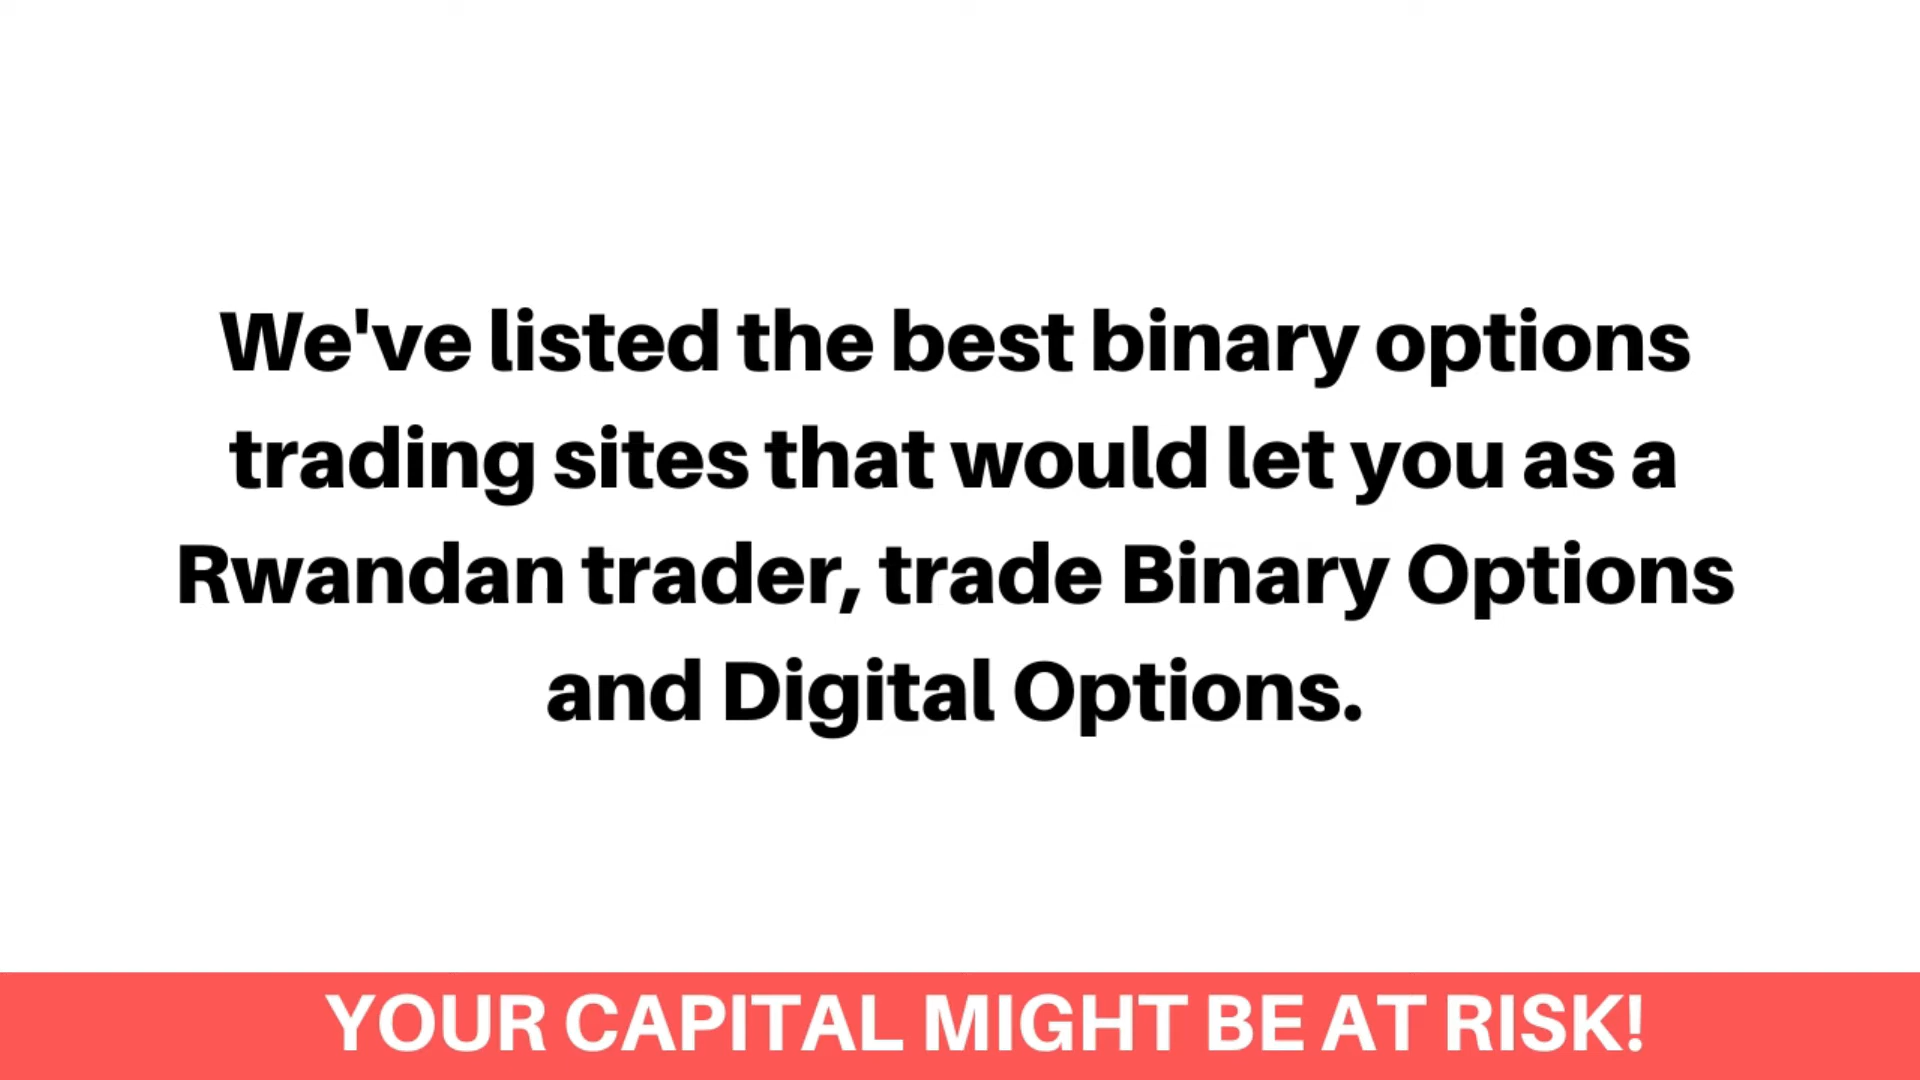 We've listed the best binary options
trading sites that would let you as a
Rwandan trader, trade Binary Options
and Digital Options.
YOUR CAPITAL MIGHT BE AT RISK!